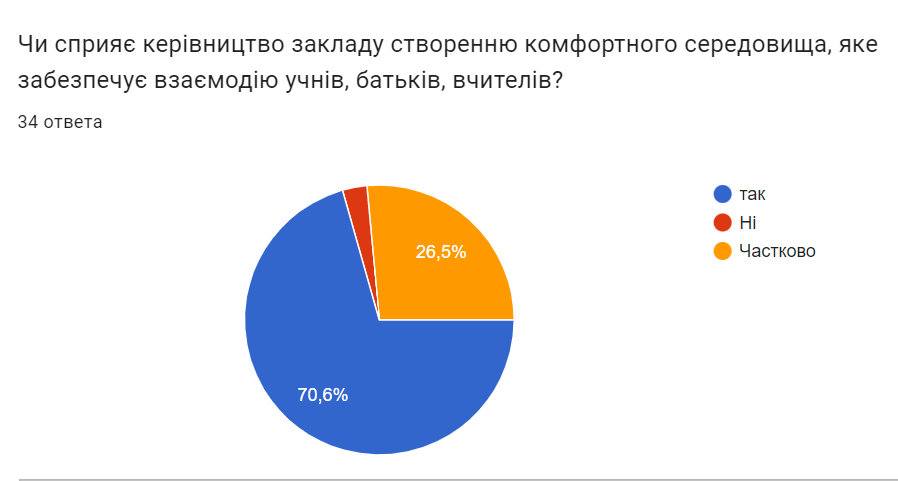 Чи сприяє керівництво закладу створенню комфортного середовища, яке
забезпечує взаємодію учнів, батьків, вчителів?
34 ответа
так
Ні
Частково
26,5%
70,6%